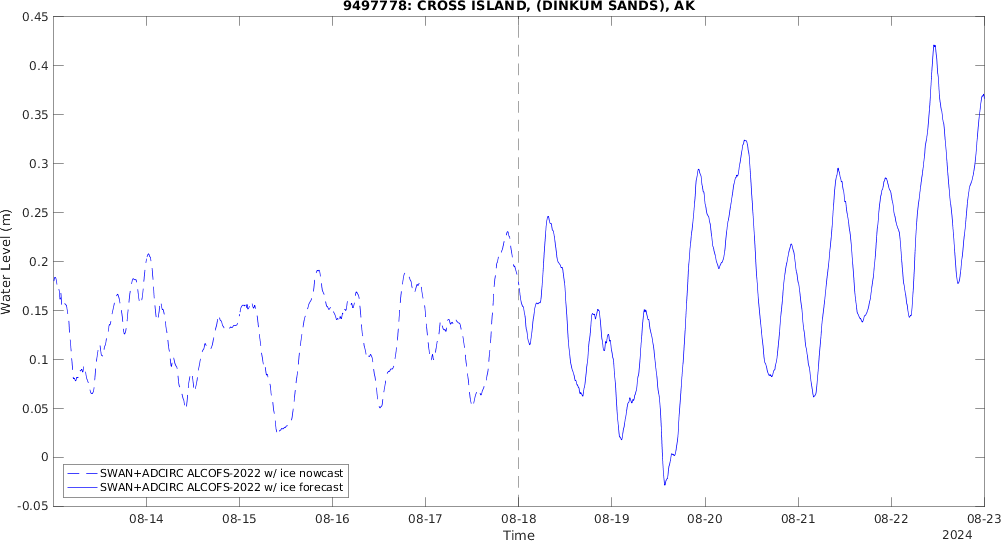 9497778: CROSS ISLAND, (DINKUM SANDS), AK
0.45
0.4
0.35
0.3
0.25
0.2
0.15
0.1
0.05
0
-0.05
Water Level (m)
SWAN+ADCIRC ALCOFS-2022 w/ ice nowcast
SWAN+ADCIRC ALCOFS-2022 w/ ice forecast
08-14 08-15 08-16 08-17 08-18 08-19 08-20 08-21 08-22 08-23
Time
2024